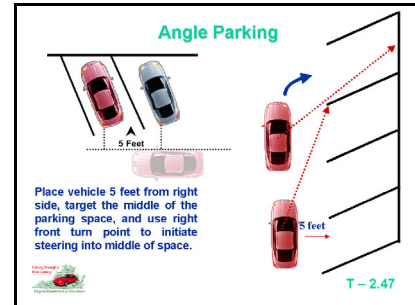 Angle Parking
5 Feet
Place vehicle 5 feet from right
side, target the middle of the
parking space, and use right
front turn point to initiate
steering into middle of space.
5 feet
T – 2.47